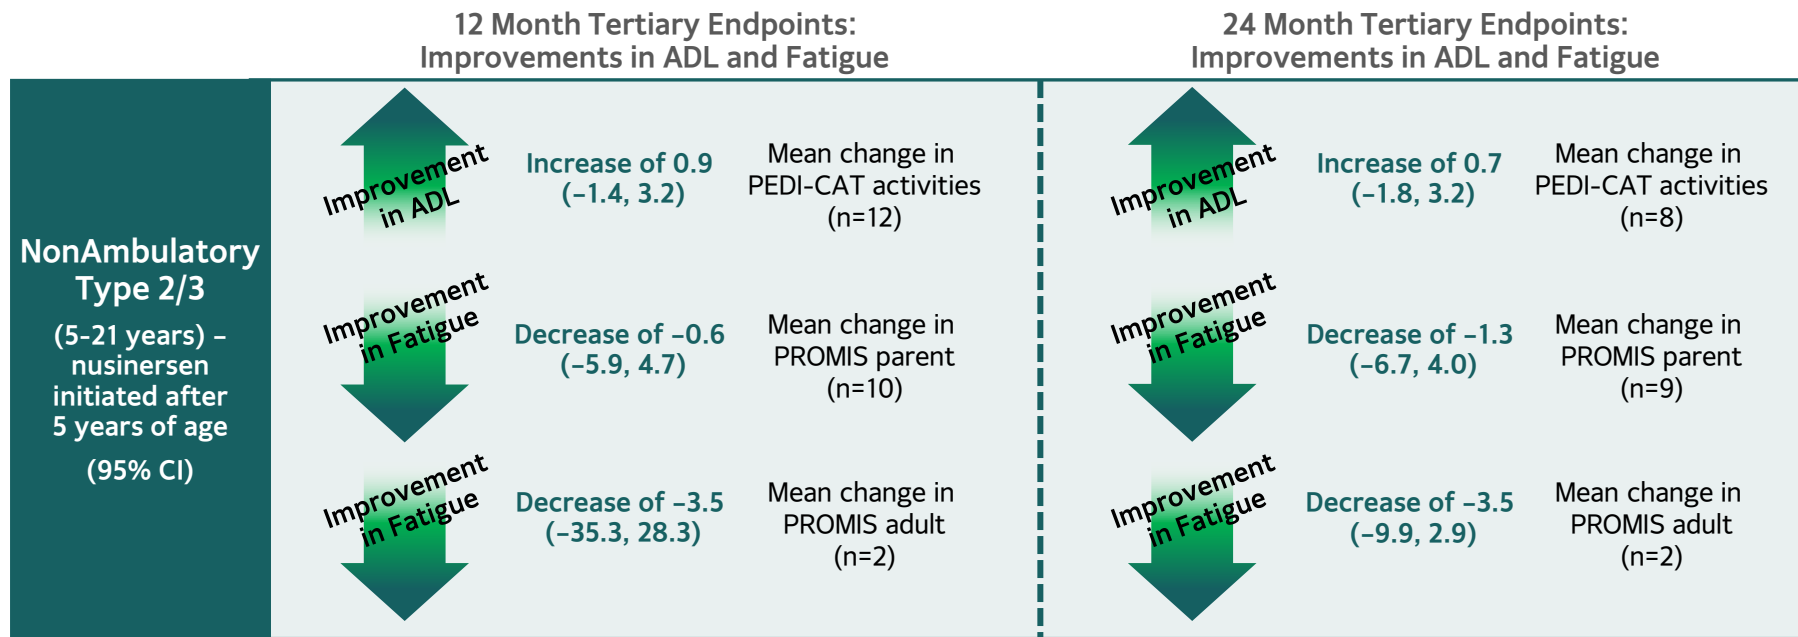 12 Month Tertiary Endpoints:
Improvements in ADL and Fatigue
24 Month Tertiary Endpoints:
Improvements in ADL and Fatigue
NonAmbulatory
Type 2/3
(5-21 years) –
nusinersen
initiated after
5 years of age
(95% CI)
Improvement
in ADL
Increase of 0.9
(–1.4, 3.2)
Mean change in
PEDI-CAT activities
(n=12)
Improvement
in Fatigue
Decrease of –0.6
(–5.9, 4.7)
Mean change in
PROMIS parent
(n=10)
Improvement
in Fatigue
Decrease of –3.5
(–35.3, 28.3)
Mean change in
PROMIS adult
(n=2)
Improvement
in ADL
Increase of 0.7
(–1.8, 3.2)
Mean change in
PEDI-CAT activities
(n=8)
Improvement
in Fatigue
Decrease of –1.3
(–6.7, 4.0)
Mean change in
PROMIS parent
(n=9)
Improvement
in Fatigue
Decrease of –3.5
(–9.9, 2.9)
Mean change in
PROMIS adult
(n=2)